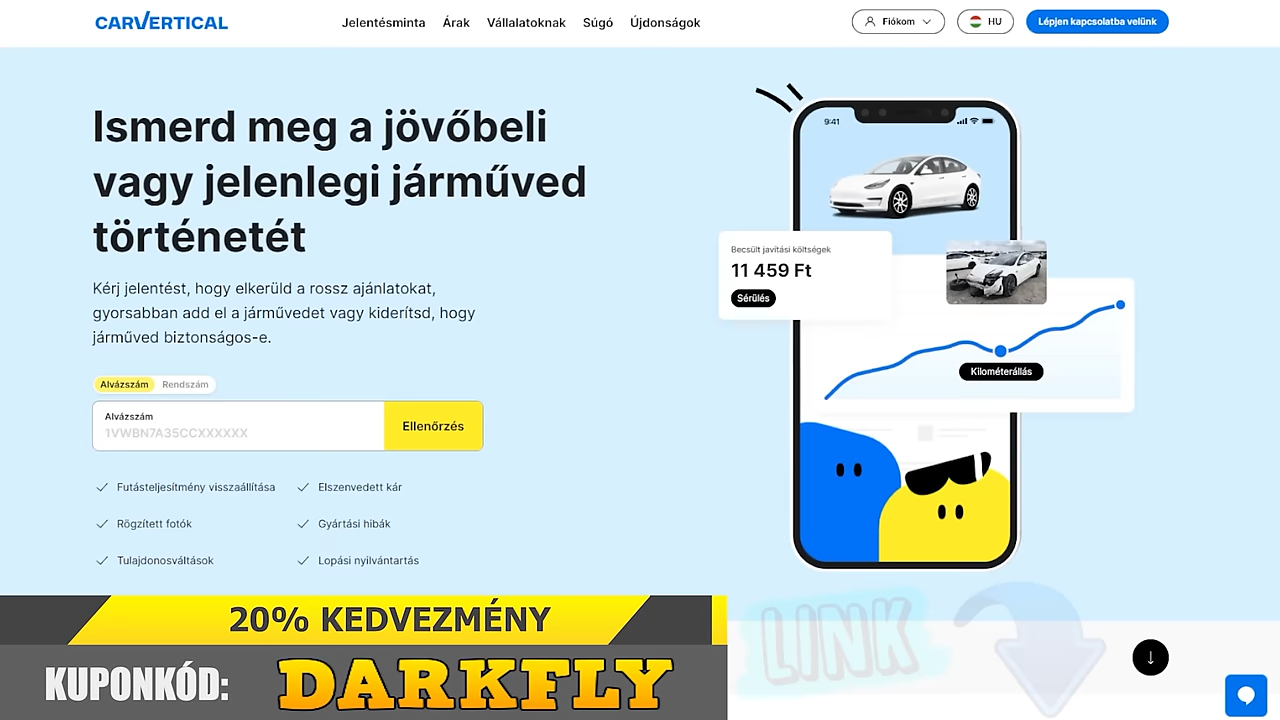 CARVERTICAL
Jelentésminta
Árak
Vállalatoknak
Súgó
Újdonságok
Fiókom
HU
Lépjen kapcsolatba velünk
Ismerd meg a jövőbeli
vagy jelenlegi járműved
történetét
Kérj jelentést, hogy elkerüld a rossz ajánlatokat,
gyorsabban add el a járművedet vagy kiderítsd, hogy
járműved biztonságos-e.
Alvázszám
Rendszám
Alvázszám
1VWBN7A35CCXXXXXX
Ellenőrzés
Futásteljesítmény visszaállítása
Elszenvedett kár
Rögzített fotók
Gyártási hibák
Tulajdonosváltások
Lopási nyilvántartás
9:41
Becsült javítási költségek
11 459 Ft
Sérülés
Kilométerállás
20% KEDVEZMÉNY
KUPONKÓD:
DARKFLY
LINK